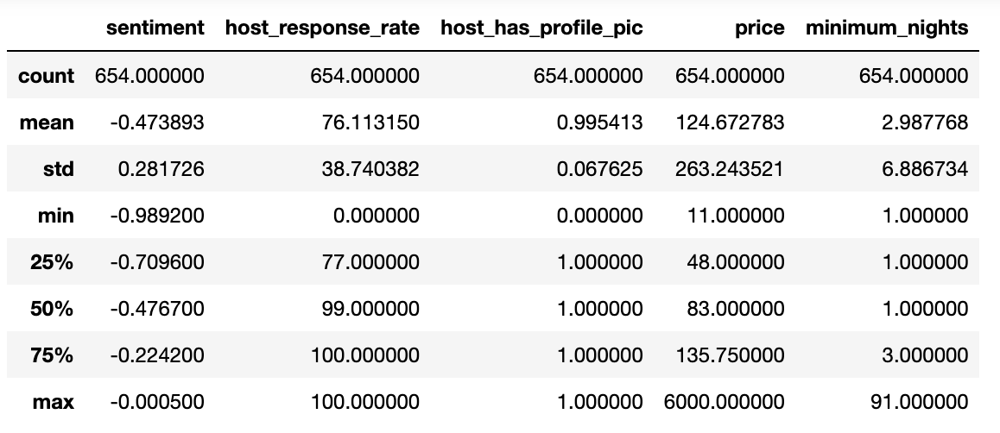 sentiment host_response_rate host_has_profile_pic price minimum_nights
count 654.000000 654.000000 654.000000 654.000000 654.000000
mean -0.473893 76.113150 0.995413 124.672783 2.987768
std 0.281726 38.740382 0.067625 263.243521 6.886734
min -0.989200 0.000000 0.000000 11.000000 1.000000
25% -0.709600 77.000000 1.000000 48.000000 1.000000
50% -0.476700 99.000000 1.000000 83.000000 1.000000
75% -0.224200 100.000000 1.000000 135.750000 3.000000
max -0.000500 100.000000 1.000000 6000.000000 91.000000